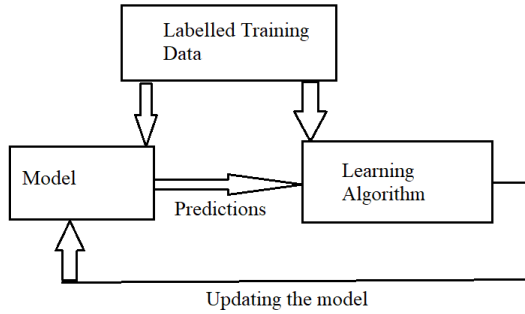 Labelled Training
Data
Model
Predictions
Learning
Algorithm
Updating the model